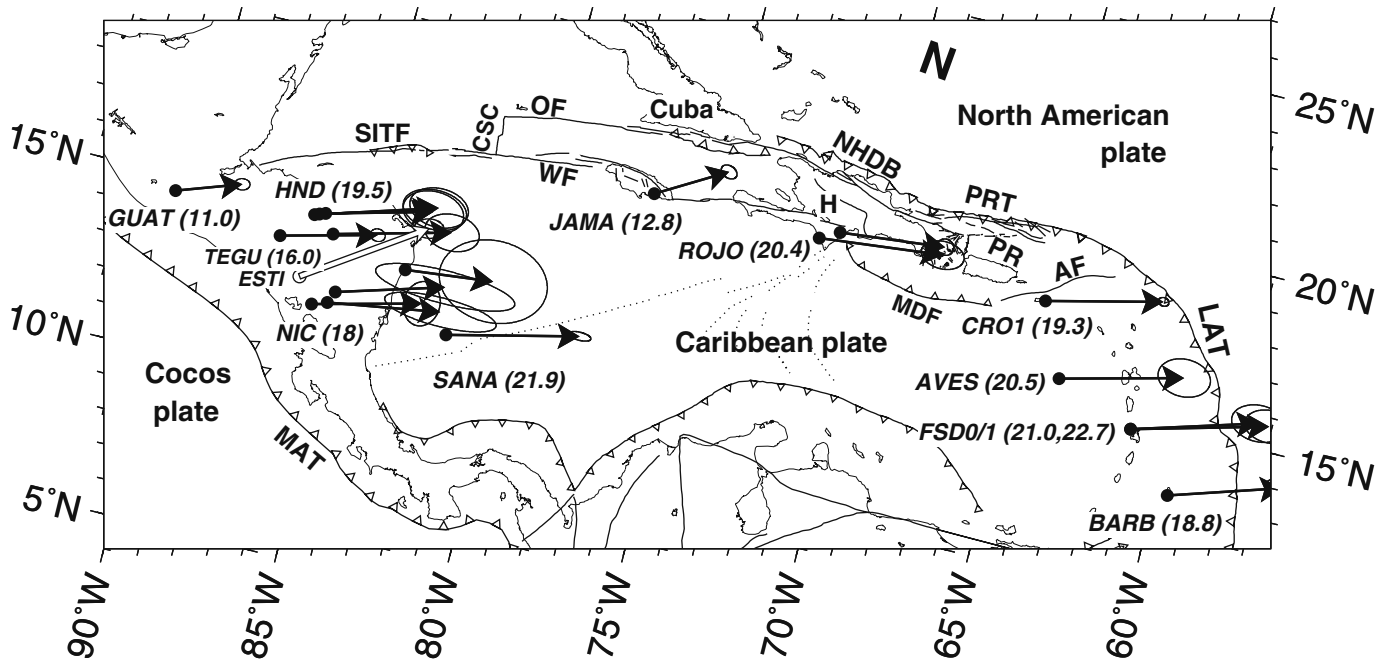 N
North American
plate
25°N
15°N
SITF
CSC
OF
Cuba
NHDB
WF
PRT
HND (19.5)
GUAT (11.0)
JAMA (12.8)
H
TEGU (16.0)
ESTI
ROJO (20.4)
PR
AF
20°N
10°N
NIC (18)
MDF
CRO1 (19.3)
LAT
Caribbean plate
Cocos
plate
SANA (21.9)
AVES (20.5)
MAT
FSD0/1 (21.0,22.7)
15°N
5°N
BARB (18.8)
90°W
85°W
80°W
75°W
70°W
65°W
60°W